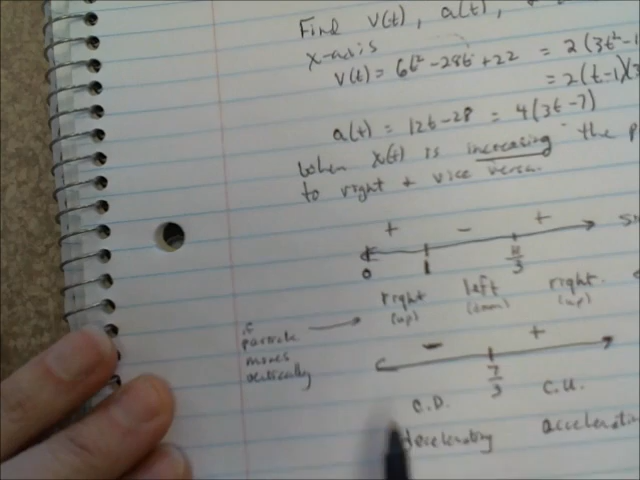 Find v(t), a(t),
x-axis
v(t) = 6t² - 28t + 22 = 2(3t² - 1
= 2(t-1)(3
a(t) = 12t - 28 = 4(3t - 7)
When x(t) is increasing the p
to right + vice versa.
+ - +
0 1 11/3
right left right
(up) (down) (up)
if particle moves vertically
- +
7/3
C.D. C.U.
decelerating acceleratin